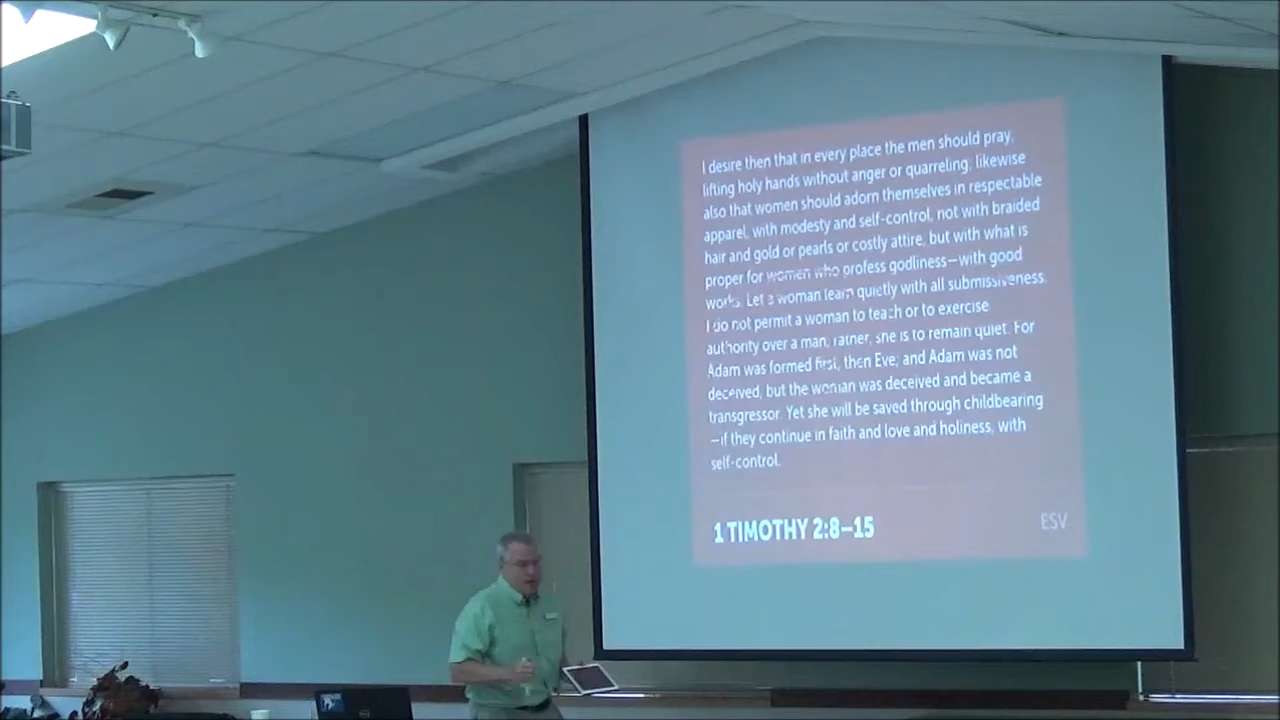 I desire then that in every place the men should pray,
lifting holy hands without anger or quarreling; likewise
also that women should adorn themselves in respectable
apparel, with modesty and self-control, not with braided
hair and gold or pearls or costly attire, but with what is
proper for women who profess godliness—with good
works. Let a woman learn quietly with all submissiveness.
I do not permit a woman to teach or to exercise
authority over a man; rather, she is to remain quiet. For
Adam was formed first, then Eve; and Adam was not
deceived, but the woman was deceived and became a
transgressor. Yet she will be saved through childbearing
—if they continue in faith and love and holiness, with
self-control.
1 TIMOTHY 2:8–15
ESV